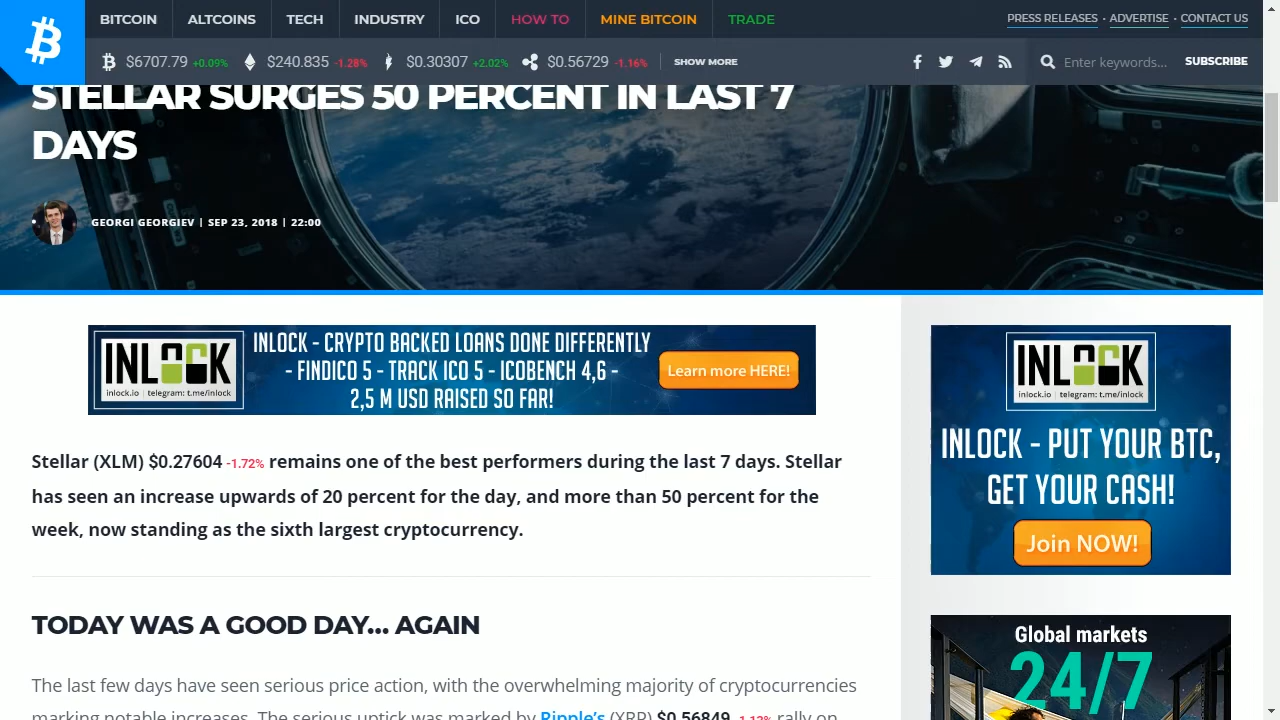 BITCOIN ALTCOINS TECH INDUSTRY ICO HOW TO MINE BITCOIN TRADE PRESS RELEASES · ADVERTISE · CONTACT US
$6707.79 +0.09% $240.835 -1.28% $0.30307 +2.02% $0.56729 -1.16% SHOW MORE Enter keywords... SUBSCRIBE
STELLAR SURGES 50 PERCENT IN LAST 7
DAYS
GEORGI GEORGIEV | SEP 23, 2018 | 22:00
INLOCK
inlock.io | telegram: t.me/inlock
INLOCK - CRYPTO BACKED LOANS DONE DIFFERENTLY
- FINDICO 5 - TRACK ICO 5 - ICOBENCH 4,6 -
2,5 M USD RAISED SO FAR!
Learn more HERE!
INLOCK
inlock.io | telegram: t.me/inlock
INLOCK - PUT YOUR BTC,
GET YOUR CASH!
Join NOW!
Stellar (XLM) $0.27604 -1.72% remains one of the best performers during the last 7 days. Stellar
has seen an increase upwards of 20 percent for the day, and more than 50 percent for the
week, now standing as the sixth largest cryptocurrency.
TODAY WAS A GOOD DAY... AGAIN
The last few days have seen serious price action, with the overwhelming majority of cryptocurrencies
marking notable increases. The serious uptick was marked by Ripple's (XRP) $0.56849 -1.12% rally on
Global markets
24/7